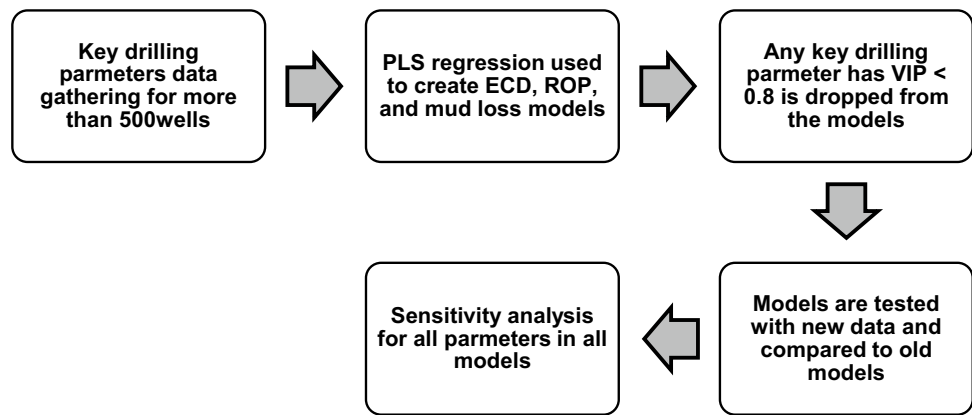 Key drilling
parmeters data
gathering for more
than 500wells
PLS regression used
to create ECD, ROP,
and mud loss models
Any key drilling
parmeter has VIP <
0.8 is dropped from
the models
Models are tested
with new data and
compared to old
models
Sensitivity analysis
for all parmeters in all
models